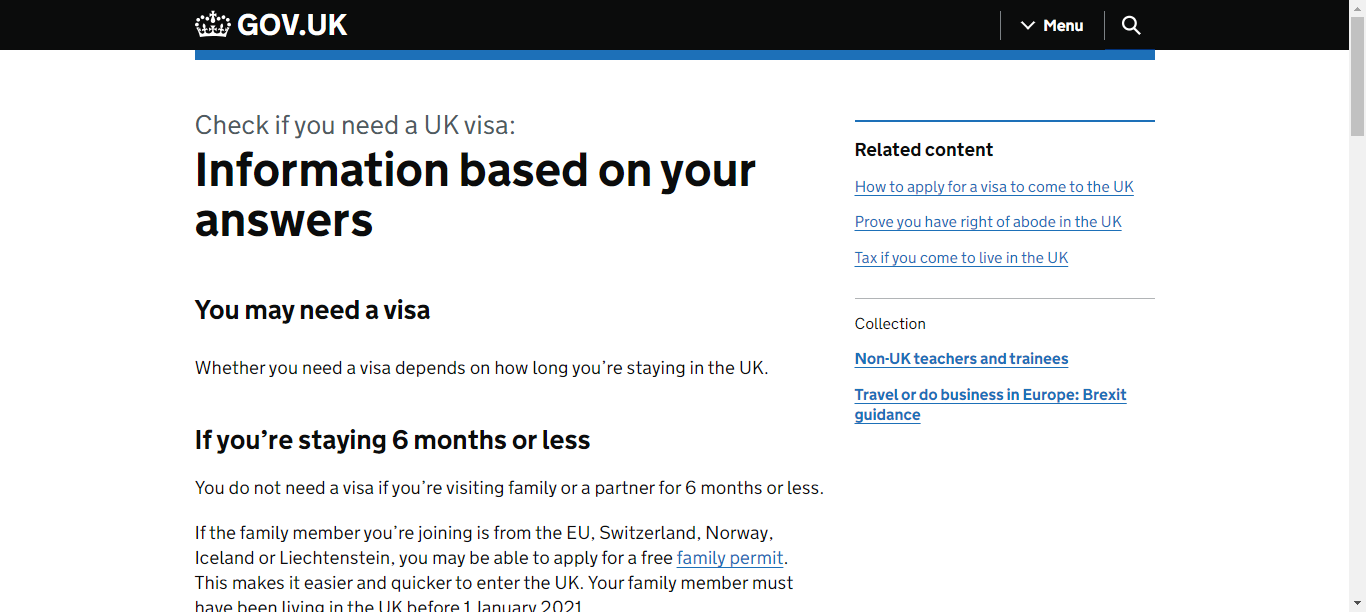 GOV.UK
Menu
Check if you need a UK visa:
Information based on your
answers
You may need a visa
Whether you need a visa depends on how long you're staying in the UK.
If you're staying 6 months or less
You do not need a visa if you're visiting family or a partner for 6 months or less.
If the family member you're joining is from the EU, Switzerland, Norway,
Iceland or Liechtenstein, you may be able to apply for a free family permit.
This makes it easier and quicker to enter the UK. Your family member must
have been living in the UK before 1 January 2021.
Related content
How to apply for a visa to come to the UK
Prove you have right of abode in the UK
Tax if you come to live in the UK
Collection
Non-UK teachers and trainees
Travel or do business in Europe: Brexit
guidance